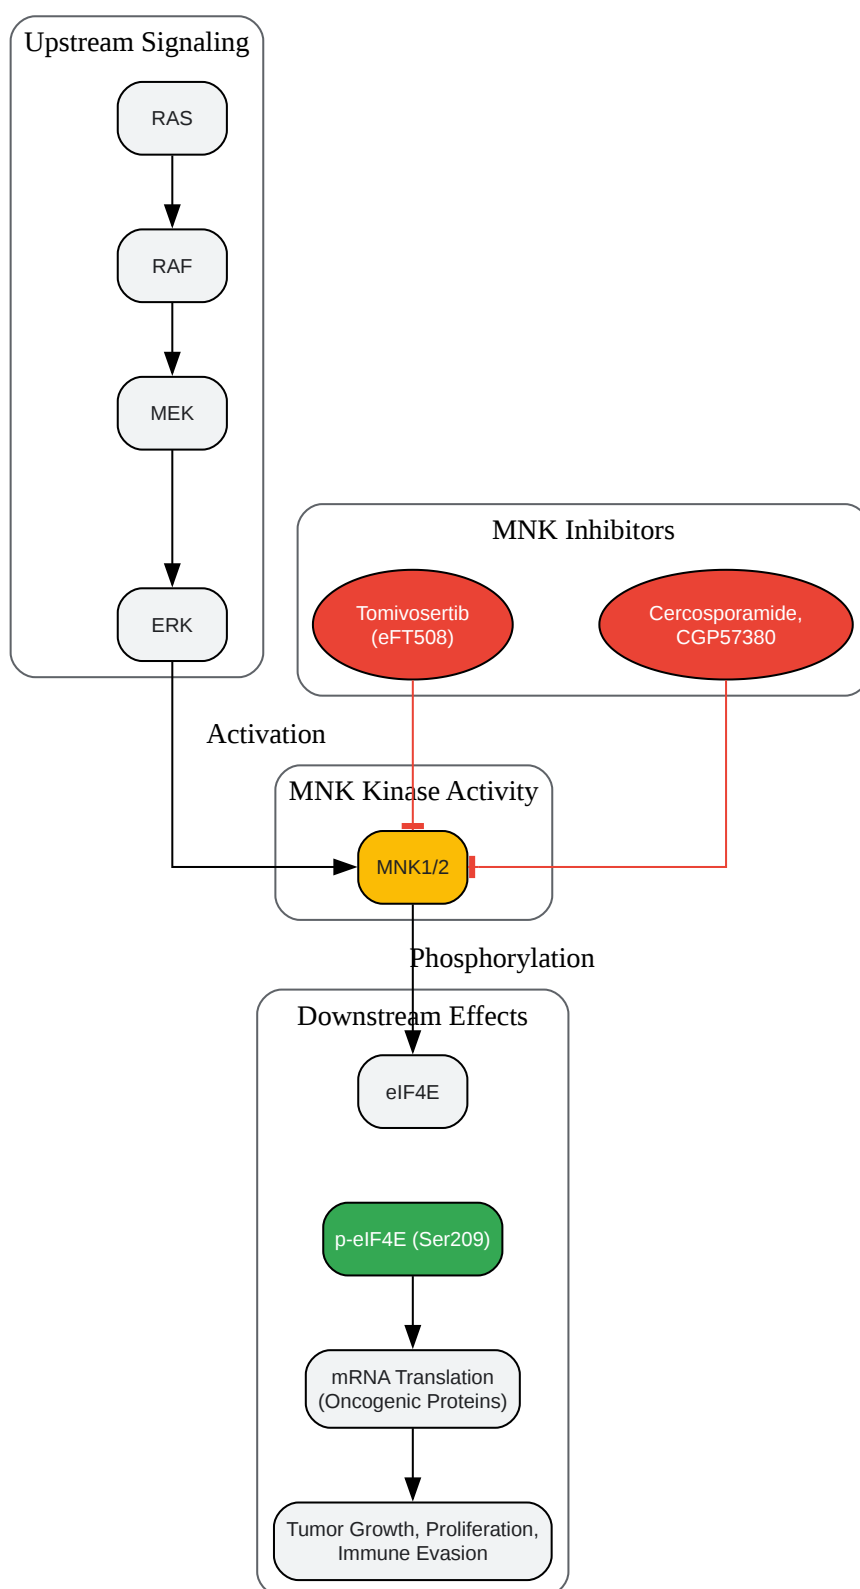 Upstream Signaling
RAS
RAF
MEK
ERK
MNK Inhibitors
Tomivosertib
(eFT508)
Cercosporamide,
CGP57380
Activation
MNK Kinase Activity
MNK1/2
Phosphorylation
Downstream Effects
eIF4E
p-eIF4E (Ser209)
mRNA Translation
(Oncogenic Proteins)
Tumor Growth, Proliferation,
Immune Evasion